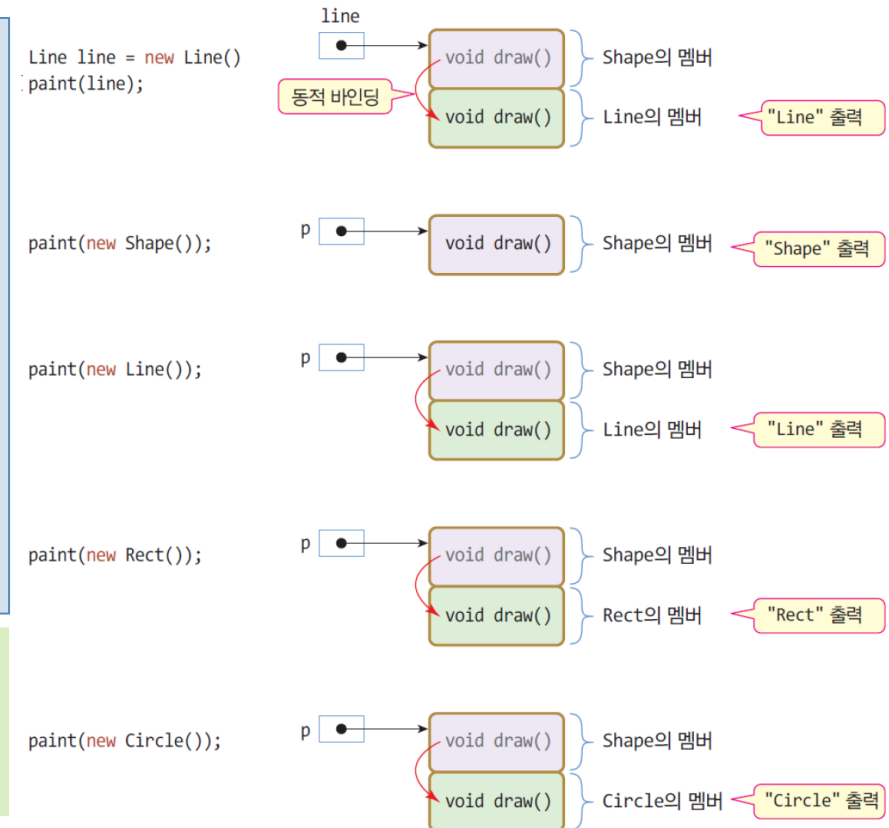 line
Line line = new Line()
paint(line);
void draw()
Shape의 멤버
동적 바인딩
void draw()
Line의 멤버
"Line" 출력
paint(new Shape());
p
void draw()
Shape의 멤버
"Shape" 출력
paint(new Line());
p
void draw()
Shape의 멤버
void draw()
Line의 멤버
"Line" 출력
paint(new Rect());
p
void draw()
Shape의 멤버
void draw()
Rect의 멤버
"Rect" 출력
paint(new Circle());
p
void draw()
Shape의 멤버
void draw()
Circle의 멤버
"Circle" 출력